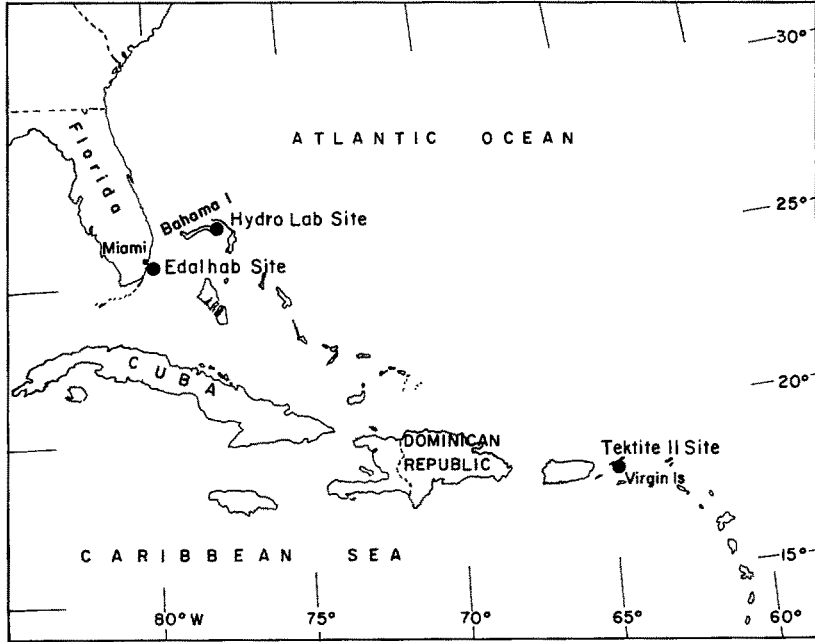 30°
ATLANTIC OCEAN
Florida
25°
Bahama I
Hydro Lab Site
Miami
Edalhab Site
20°
CUBA
DOMINICAN
REPUBLIC
Tektite II Site
Virgin Is
CARIBBEAN SEA
15°
80° W
75°
70°
65°
60°